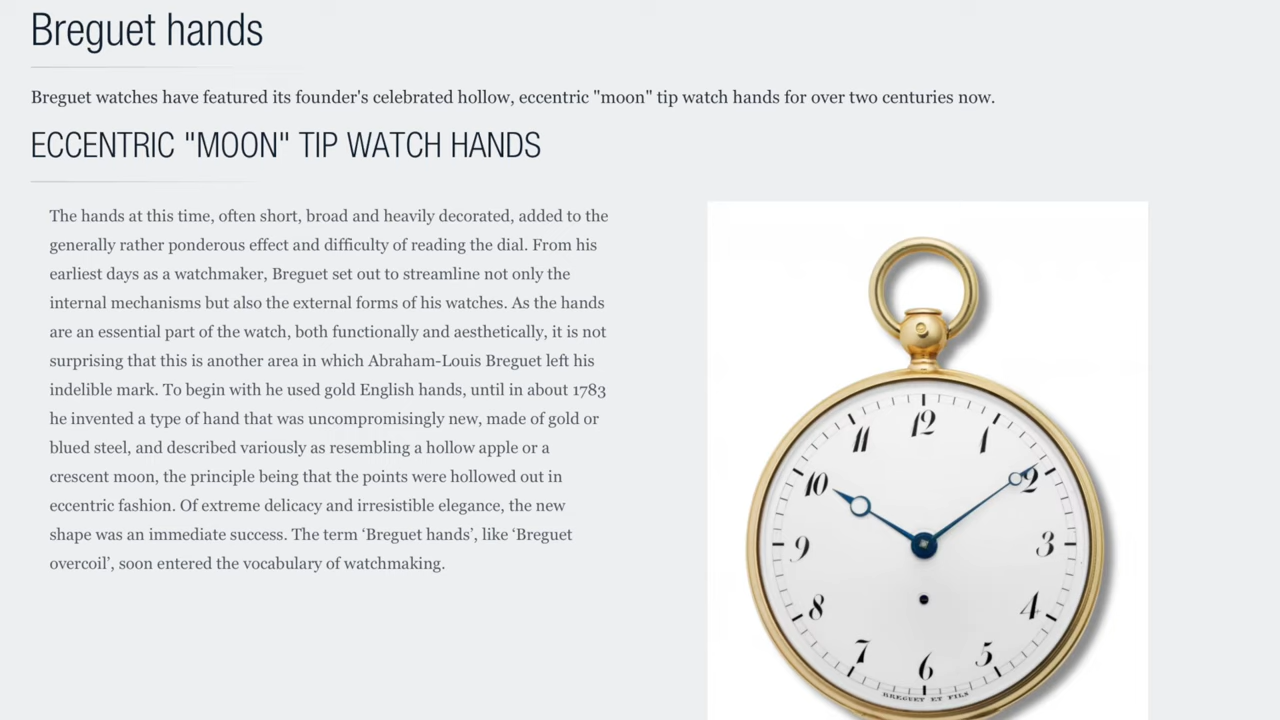 Breguet hands
Breguet watches have featured its founder's celebrated hollow, eccentric "moon" tip watch hands for over two centuries now.
ECCENTRIC "MOON" TIP WATCH HANDS
The hands at this time, often short, broad and heavily decorated, added to the
generally rather ponderous effect and difficulty of reading the dial. From his
earliest days as a watchmaker, Breguet set out to streamline not only the
internal mechanisms but also the external forms of his watches. As the hands
are an essential part of the watch, both functionally and aesthetically, it is not
surprising that this is another area in which Abraham-Louis Breguet left his
indelible mark. To begin with he used gold English hands, until in about 1783
he invented a type of hand that was uncompromisingly new, made of gold or
blued steel, and described variously as resembling a hollow apple or a
crescent moon, the principle being that the points were hollowed out in
eccentric fashion. Of extreme delicacy and irresistible elegance, the new
shape was an immediate success. The term ‘Breguet hands’, like ‘Breguet
overcoil’, soon entered the vocabulary of watchmaking.
12
1
2
3
4
5
6
7
8
9
10
11
BREGUET ET FILS